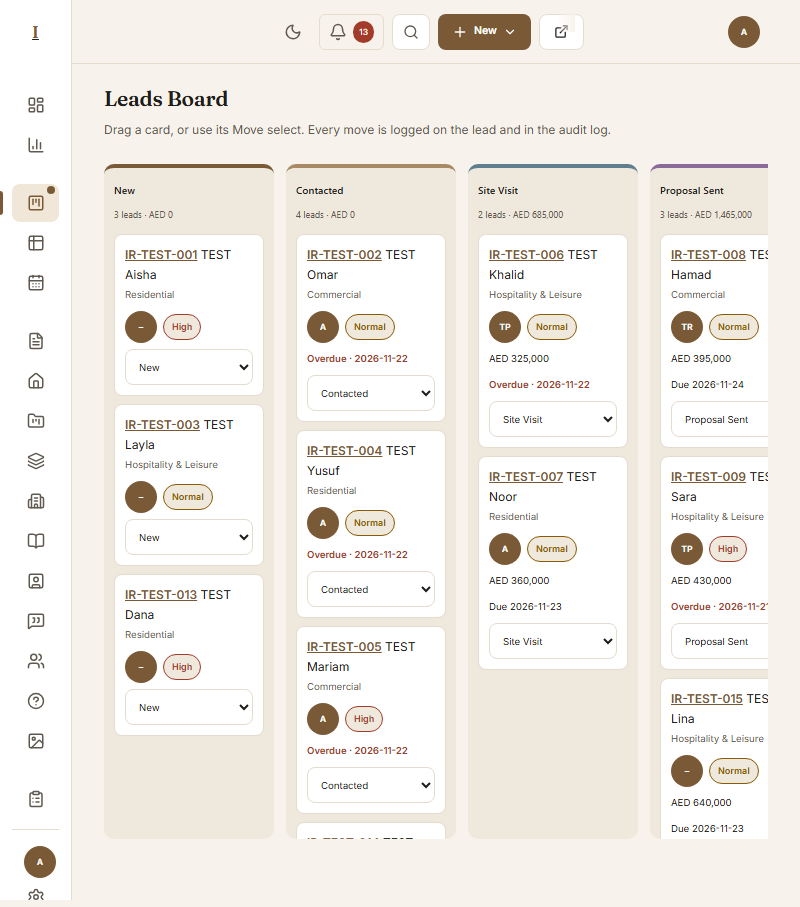 I
13
+ New
A
Leads Board
Drag a card, or use its Move select. Every move is logged on the lead and in the audit log.
New
3 leads · AED 0
IR-TEST-001 TEST
Aisha
Residential
–
High
New
IR-TEST-003 TEST
Layla
Hospitality & Leisure
–
Normal
New
IR-TEST-013 TEST
Dana
Residential
–
High
New
Contacted
4 leads · AED 0
IR-TEST-002 TEST
Omar
Commercial
A
Normal
Overdue · 2026-11-22
Contacted
IR-TEST-004 TEST
Yusuf
Residential
A
Normal
Overdue · 2026-11-22
Contacted
IR-TEST-005 TEST
Mariam
Commercial
A
High
Overdue · 2026-11-22
Contacted
Site Visit
2 leads · AED 685,000
IR-TEST-006 TEST
Khalid
Hospitality & Leisure
TP
Normal
AED 325,000
Overdue · 2026-11-22
Site Visit
IR-TEST-007 TEST
Noor
Residential
A
Normal
AED 360,000
Due 2026-11-23
Site Visit
Proposal Sent
3 leads · AED 1,465,000
IR-TEST-008 TES
Hamad
Commercial
TR
Normal
AED 395,000
Due 2026-11-24
Proposal Sent
IR-TEST-009 TES
Sara
Hospitality & Leisure
TP
High
AED 430,000
Overdue · 2026-11-2
Proposal Sent
IR-TEST-015 TES
Lina
Hospitality & Leisure
–
Normal
AED 640,000
Due 2026-11-23
A